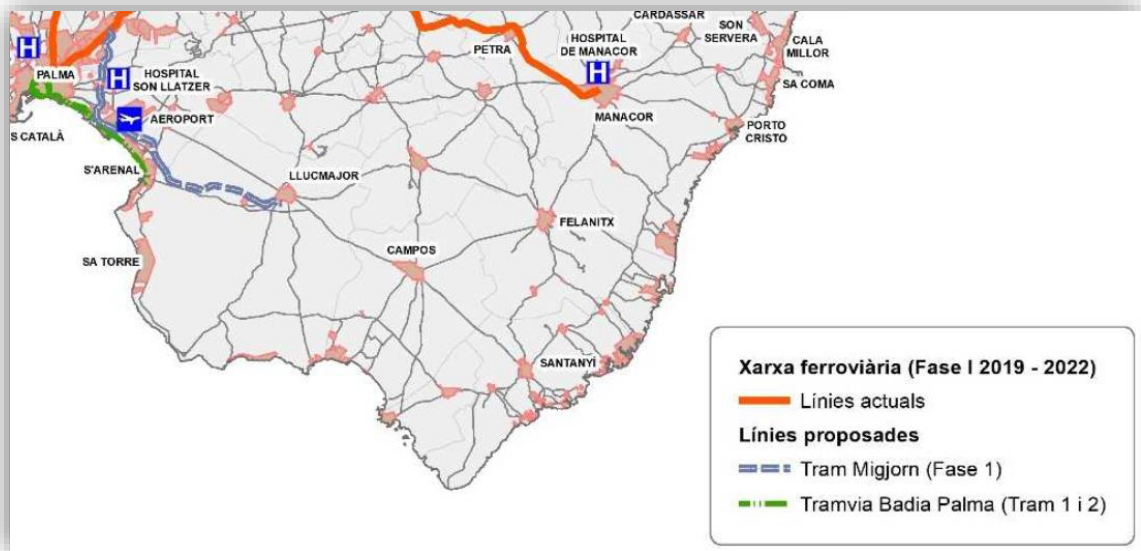 CARDASSAR
SON
SERVERA
CALA
MILLOR
PETRA
HOSPITAL
DE MANACOR
H
H
PALMA
H
HOSPITAL
SON LLATZER
SA COMA
AEROPORT
MANACOR
PORTO
CRISTO
S CATALÀ
S'ARENAL
LLUCMAJOR
FELANITX
CAMPOS
SA TORRE
SANTANYÍ
Xarxa ferroviària (Fase I 2019 - 2022)
Línies actuals
Línies proposades
Tram Migjorn (Fase 1)
Tramvia Badia Palma (Tram 1 i 2)